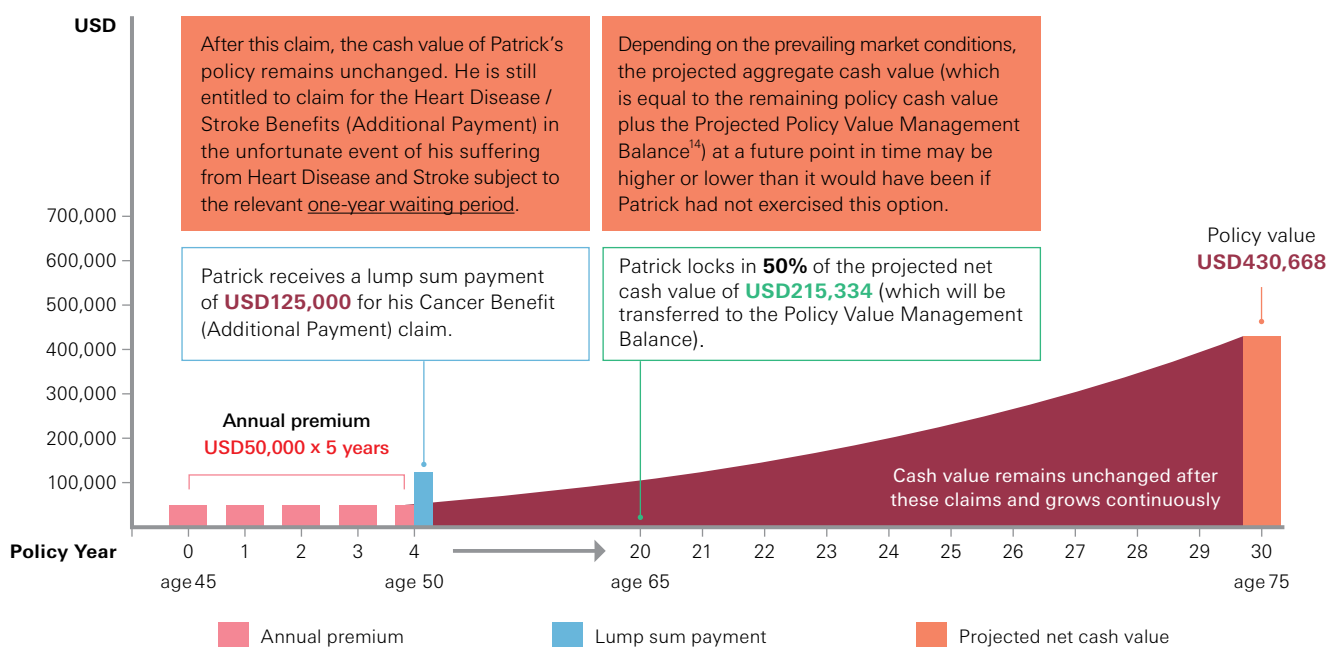 USD
After this claim, the cash value of Patrick's
policy remains unchanged. He is still
entitled to claim for the Heart Disease /
Stroke Benefits (Additional Payment) in
the unfortunate event of his suffering
from Heart Disease and Stroke subject to
the relevant one-year waiting period.
Depending on the prevailing market conditions,
the projected aggregate cash value (which
is equal to the remaining policy cash value
plus the Projected Policy Value Management
Balance14) at a future point in time may be
higher or lower than it would have been if
Patrick had not exercised this option.
700,000
600,000
500,000
400,000
300,000
200,000
100,000
Patrick receives a lump sum payment
of USD125,000 for his Cancer Benefit
(Additional Payment) claim.
Patrick locks in 50% of the projected net
cash value of USD215,334 (which will be
transferred to the Policy Value Management
Balance).
Policy value
USD430,668
Annual premium
USD50,000 x 5 years
Cash value remains unchanged after
these claims and grows continuously
Policy Year 0 1 2 3 4 20 21 22 23 24 25 26 27 28 29 30
age 45 age 50 age 65 age 75
Annual premium Lump sum payment Projected net cash value